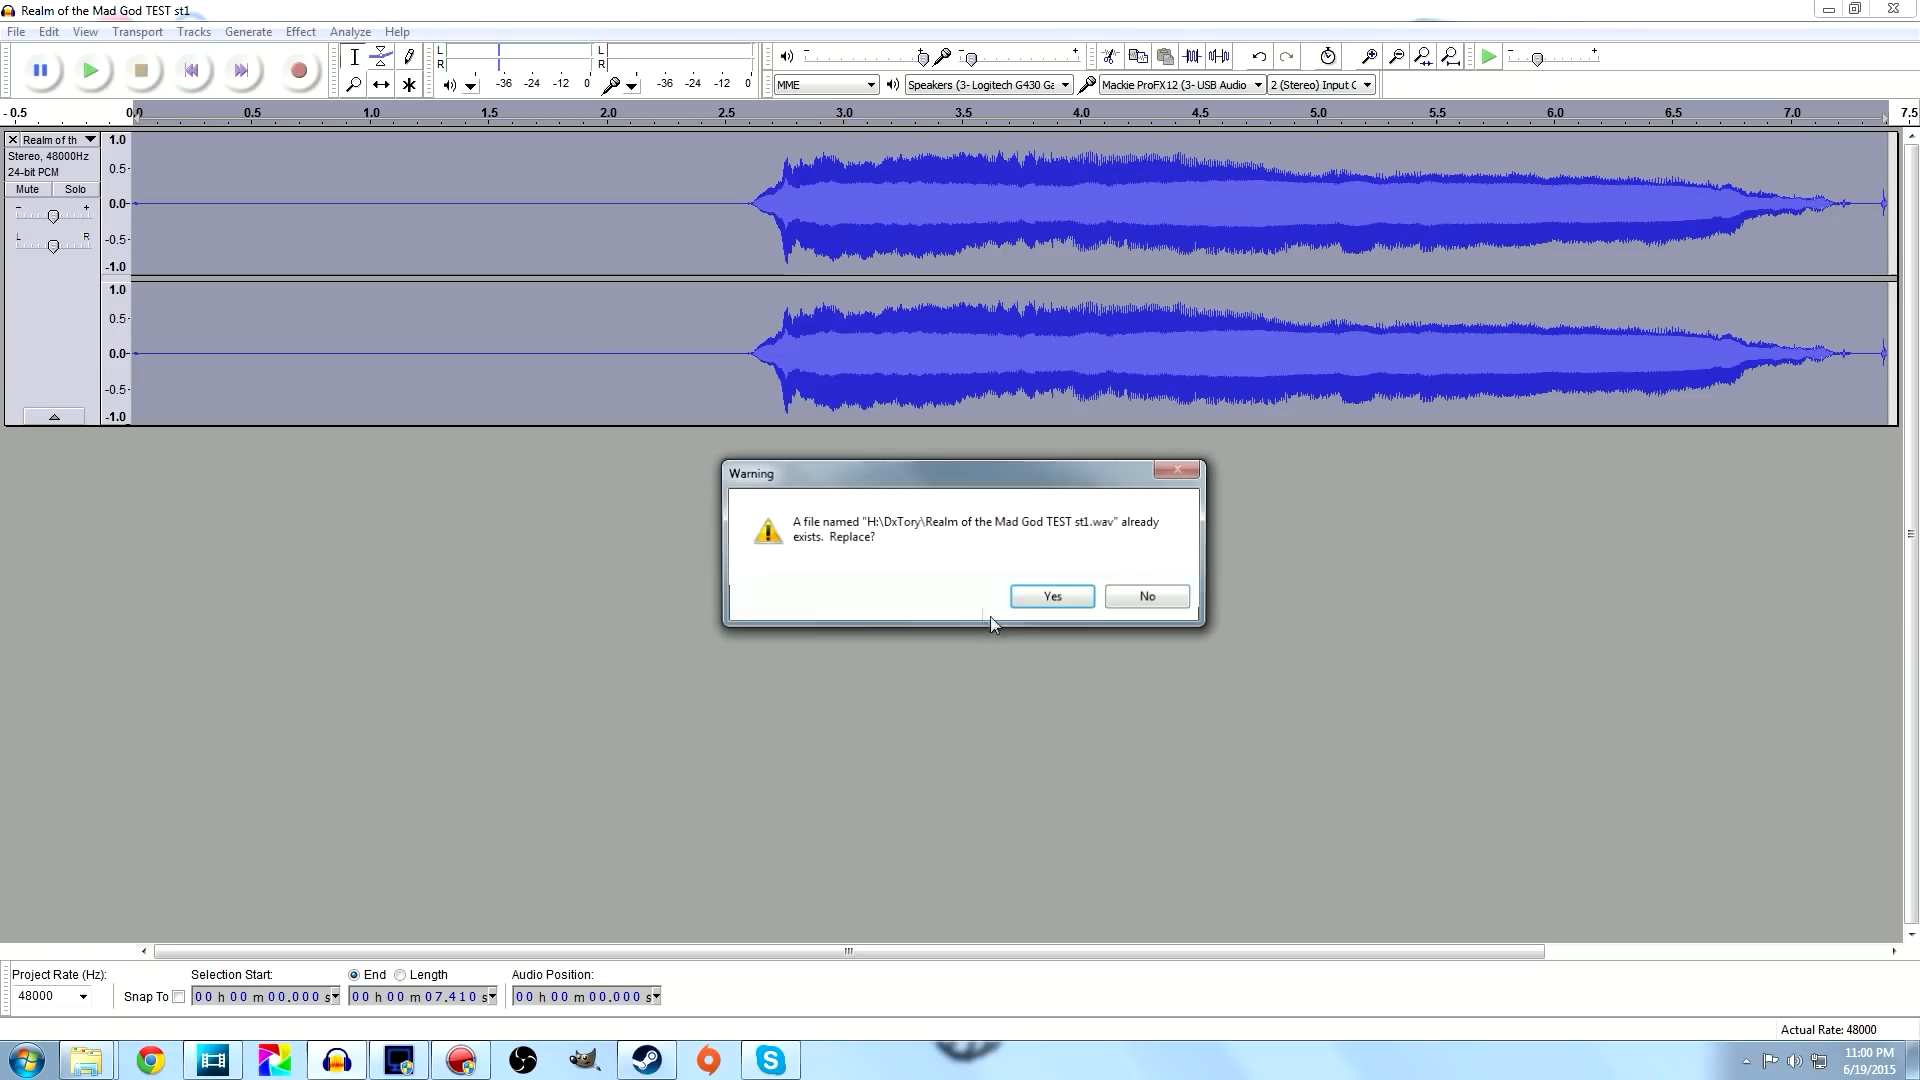 Realm of the Mad God TEST st1
File Edit View Transport Tracks Generate Effect Analyze Help
L
R
-36 -24 -12 0
L
R
-36 -24 -12 0
MME
Speakers (3- Logitech G430 Ga
Mackie ProFX12 (3- USB Audio
2 (Stereo) Input C
- 0.5 0.0 0.5 1.0 1.5 2.0 2.5 3.0 3.5 4.0 4.5 5.0 5.5 6.0 6.5 7.0 7.5
Realm of th
Stereo, 48000Hz
24-bit PCM
Mute Solo
- +
L R
1.0
0.5
0.0
-0.5
-1.0
1.0
0.5
0.0
-0.5
-1.0
Warning
A file named "H:\DxTory\Realm of the Mad God TEST st1.wav" already
exists. Replace?
Yes No
Project Rate (Hz):
48000
Snap To
Selection Start:
00 h 00 m 00.000 s
End Length
00 h 00 m 07.410 s
Audio Position:
00 h 00 m 00.000 s
Actual Rate: 48000
11:00 PM
6/19/2015